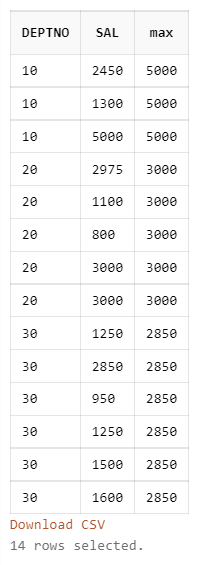 DEPTNO SAL max
10 2450 5000
10 1300 5000
10 5000 5000
20 2975 3000
20 1100 3000
20 800 3000
20 3000 3000
20 3000 3000
30 1250 2850
30 2850 2850
30 950 2850
30 1250 2850
30 1500 2850
30 1600 2850
Download CSV
14 rows selected.